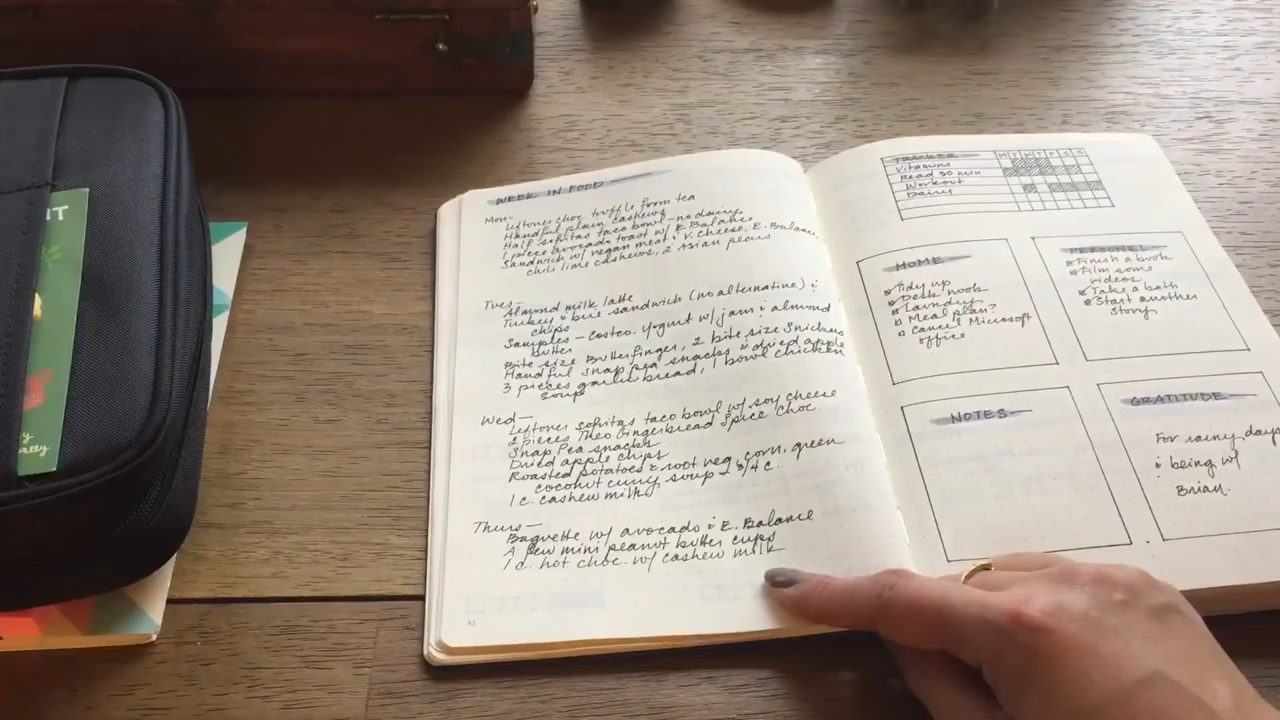 NT
y
WEEK IN FOOD
Mon-
Leftover choc truffle from tea
Handful plain cashews
Half sofritas taco bowl - no dairy
1 piece avocado toast w/ E. Balance
Sandwich w/ vegan meat & v. cheese, E. Balance,
chili lime cashews, 2 Asian pears
Tues-
Almond milk latte
Turkey & brie sandwich (no alternative) &
chips
Samples - Costco. Yogurt w/ jam & almond
butter
Bite size Butterfinger, 2 bite size Snickers
Handful snap pea snacks & dried apple
3 pieces garlic bread, 1 bowl chicken
soup
Wed-
Leftover sofritas taco bowl w/ soy cheese
2 pieces Theo Gingerbread Spice choc.
Snap Pea snacks
Dried apple chips
Roasted potatoes & root veg, corn, green
coconut curry soup 2 3/4 c.
1 c. cashew milk
Thurs-
Baguette w/ avocado & E. Balance
A few mini peanut butter cups
1 c. hot choc. w/ cashew milk
42
TRACKER M T W T F S S
Vitamins
Read 30 min
Workout
Dairy
HOME
Tidy up
Desk/nook
Laundry
Meal plan?
Cancel Microsoft
office
PERSONAL
Finish a book
Film some
videos
Take a bath
Start another
story
NOTES
GRATITUDE
For rainy days
& being w/
Brian.